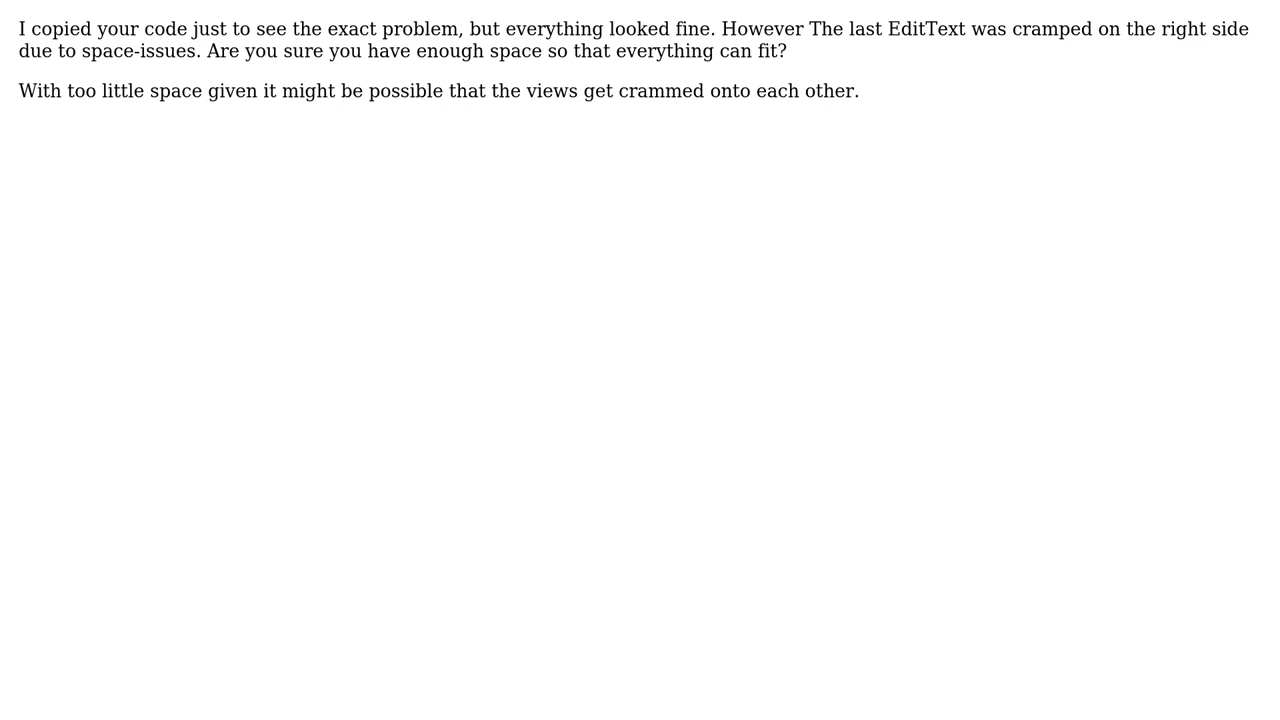 I copied your code just to see the exact problem, but everything looked fine. However The last EditText was cramped on the right side
due to space-issues. Are you sure you have enough space so that everything can fit?
With too little space given it might be possible that the views get crammed onto each other.